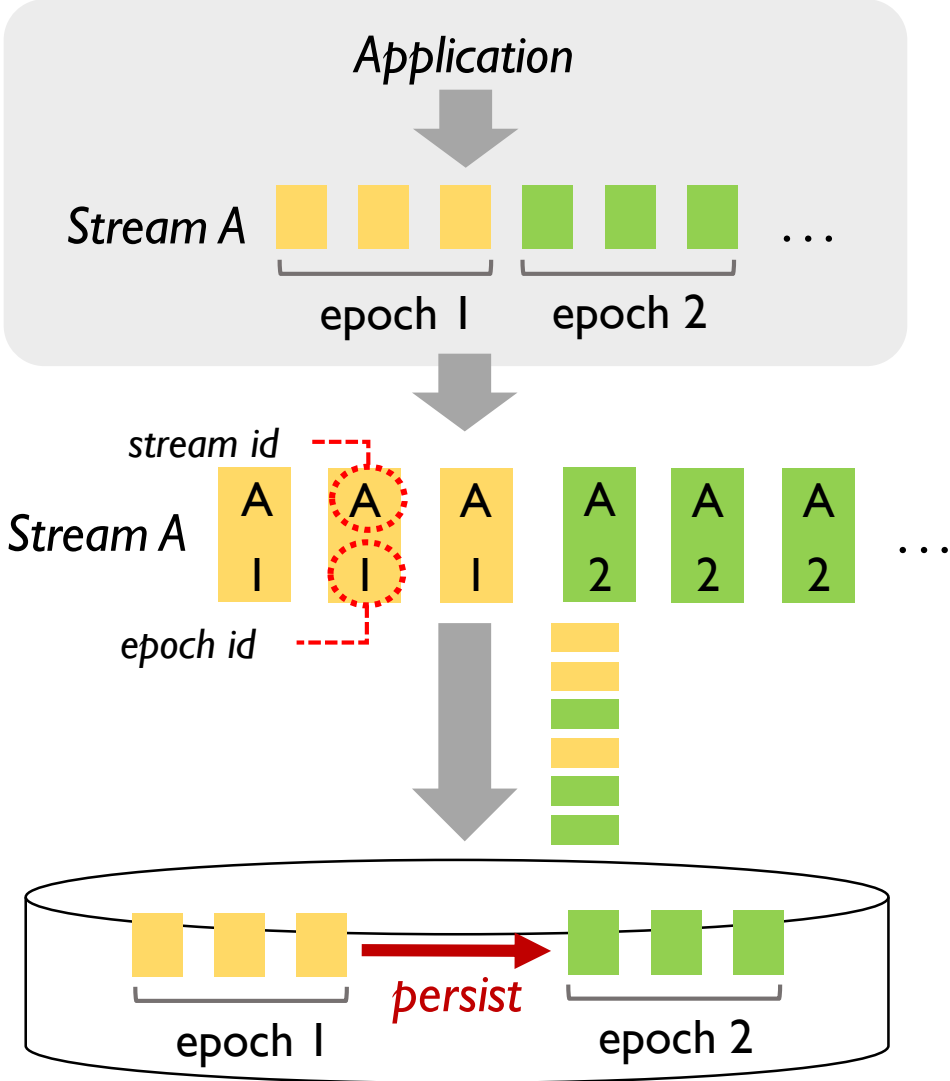 Application
Stream A ...
epoch 1 epoch 2
stream id
A A A A A A
Stream A ...
1 1 1 2 2 2
epoch id
persist
epoch 1 epoch 2